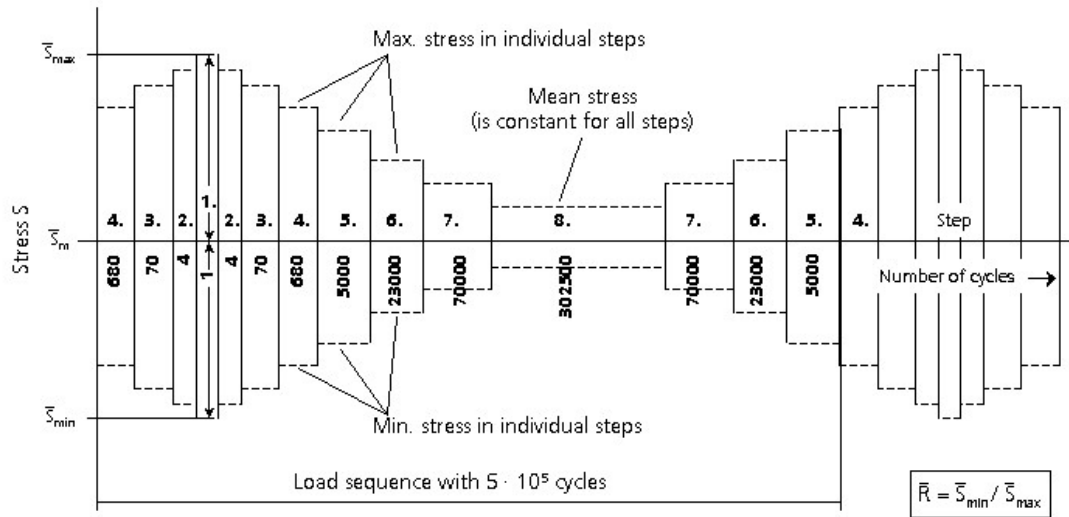 S̅max
Max. stress in individual steps
Mean stress
(is constant for all steps)
Stress S
4.
3.
2.
1.
2.
3.
4.
5.
6.
7.
8.
7.
6.
5.
4.
Step
S̅m
680
70
4
1
4
70
680
5000
23000
70000
302500
70000
23000
5000
Number of cycles
S̅min
Min. stress in individual steps
Load sequence with 5 · 10⁵ cycles
R̅ = S̅min / S̅max